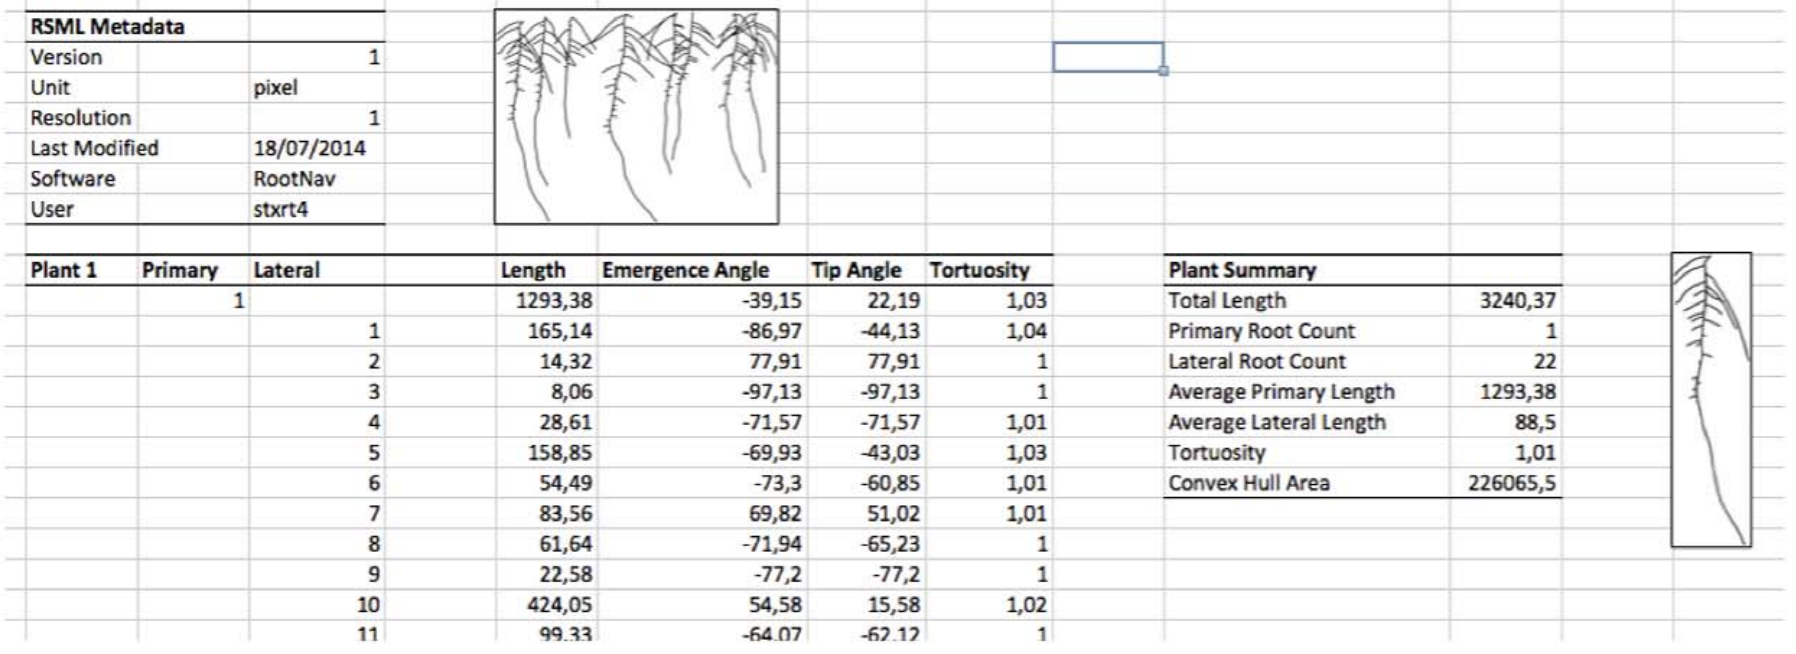 RSML Metadata
Version 1
Unit pixel
Resolution 1
Last Modified 18/07/2014
Software RootNav
User stxrt4
Plant 1 Primary Lateral Length Emergence Angle Tip Angle Tortuosity
1 1293,38 -39,15 22,19 1,03
1 165,14 -86,97 -44,13 1,04
2 14,32 77,91 77,91 1
3 8,06 -97,13 -97,13 1
4 28,61 -71,57 -71,57 1,01
5 158,85 -69,93 -43,03 1,03
6 54,49 -73,3 -60,85 1,01
7 83,56 69,82 51,02 1,01
8 61,64 -71,94 -65,23 1
9 22,58 -77,2 -77,2 1
10 424,05 54,58 15,58 1,02
11 99,33 -64,07 -62,12 1
Plant Summary
Total Length 3240,37
Primary Root Count 1
Lateral Root Count 22
Average Primary Length 1293,38
Average Lateral Length 88,5
Tortuosity 1,01
Convex Hull Area 226065,5